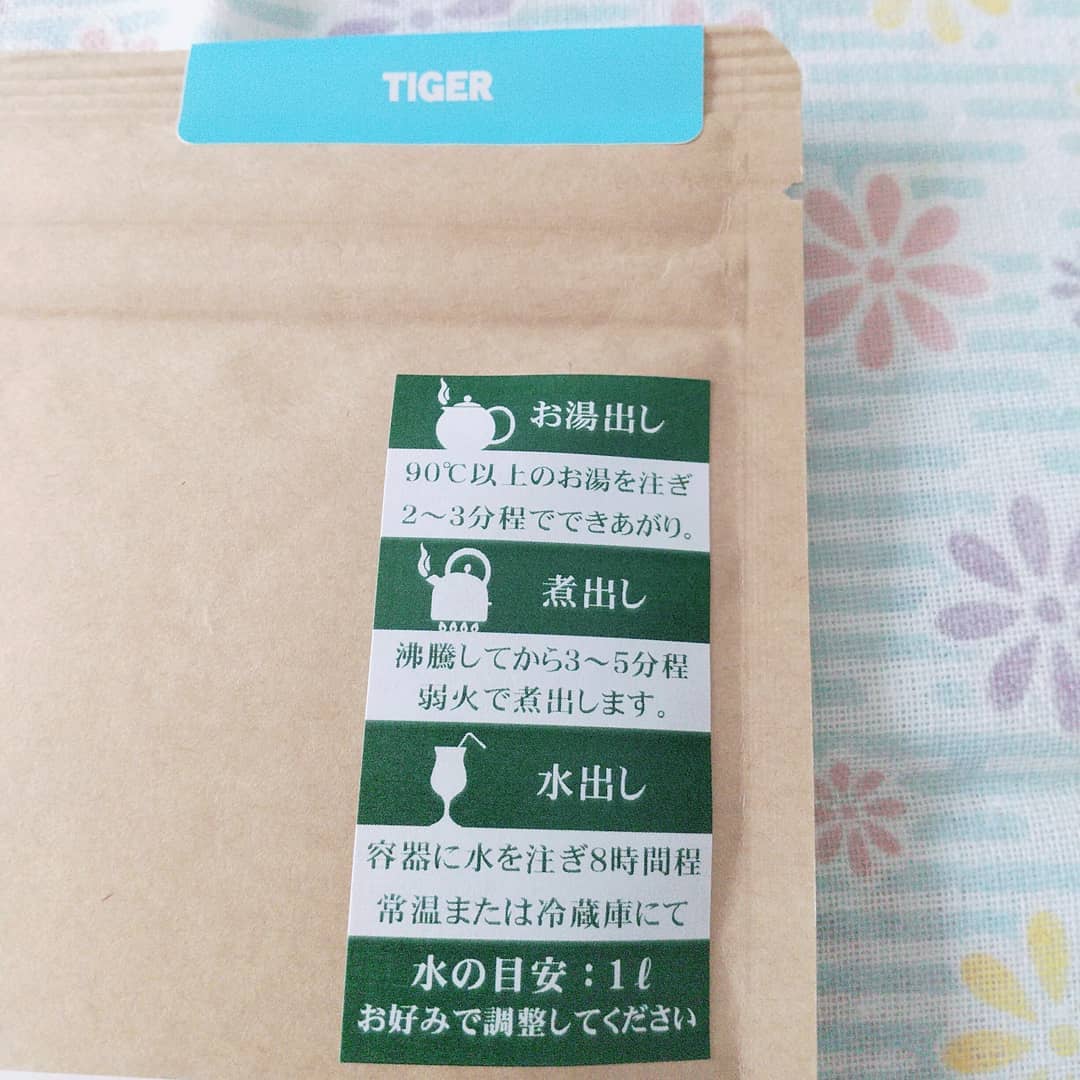 TIGER
お湯出し
90℃以上のお湯を注ぎ
2〜3分程でできあがり。
煮出し
沸騰してから3〜5分程
弱火で煮出します。
水出し
容器に水を注ぎ8時間程
常温または冷蔵庫にて
水の目安：1ℓ
お好みで調整してください